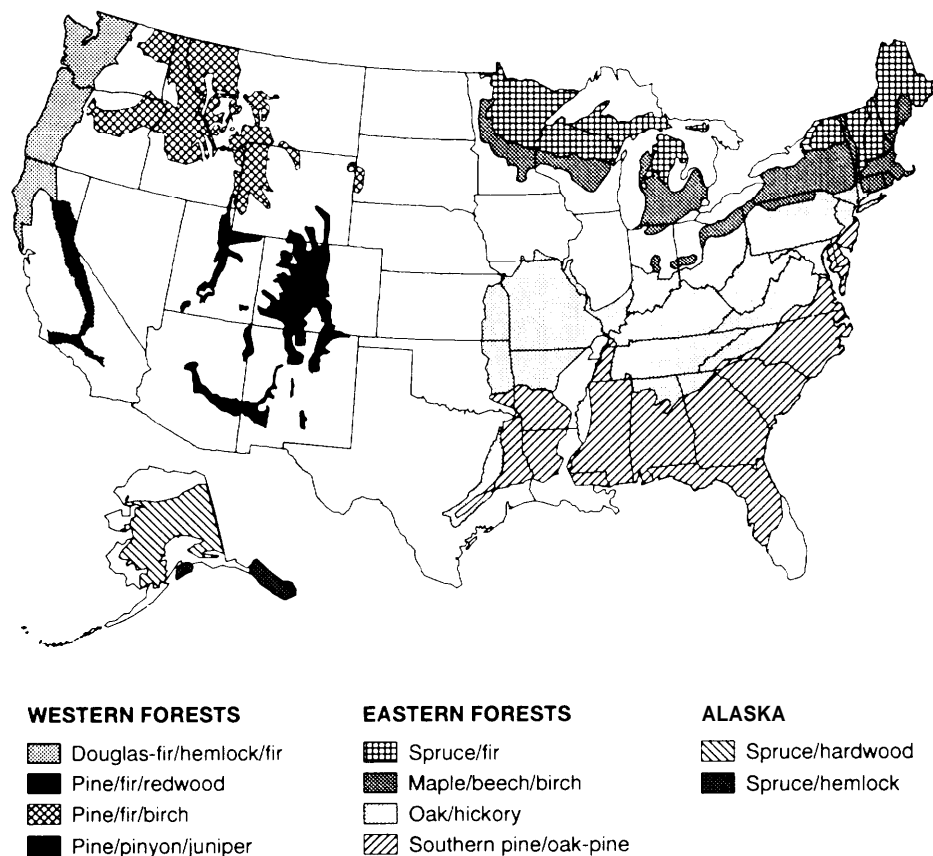 WESTERN FORESTS
Douglas-fir/hemlock/fir
Pine/fir/redwood
Pine/fir/birch
Pine/pinyon/juniper
EASTERN FORESTS
Spruce/fir
Maple/beech/birch
Oak/hickory
Southern pine/oak-pine
ALASKA
Spruce/hardwood
Spruce/hemlock